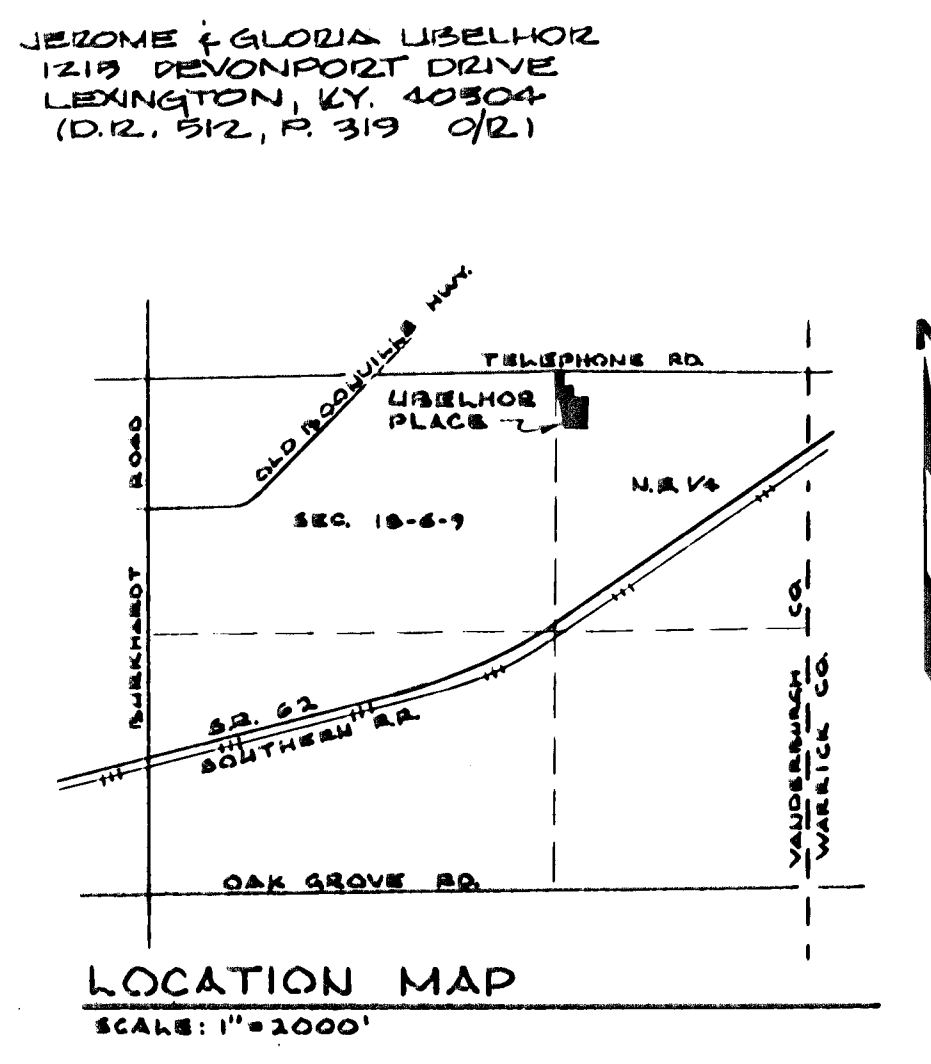 JEROME & GLORIA UBELHOR
1215 DEVONPORT DRIVE
LEXINGTON, KY. 40504
(D.R. 512, P. 319 O/R)
OLD BOONVILLE HWY.
TELEPHONE RD.
N
UBELHOR
PLACE
BURKHARDT ROAD
N.E. 1/4
SEC. 18-6-9
S.R. 62
SOUTHERN RR.
VANDERBURGH CO.
WARRICK CO.
OAK GROVE RD.
LOCATION MAP
SCALE: 1"=2000'